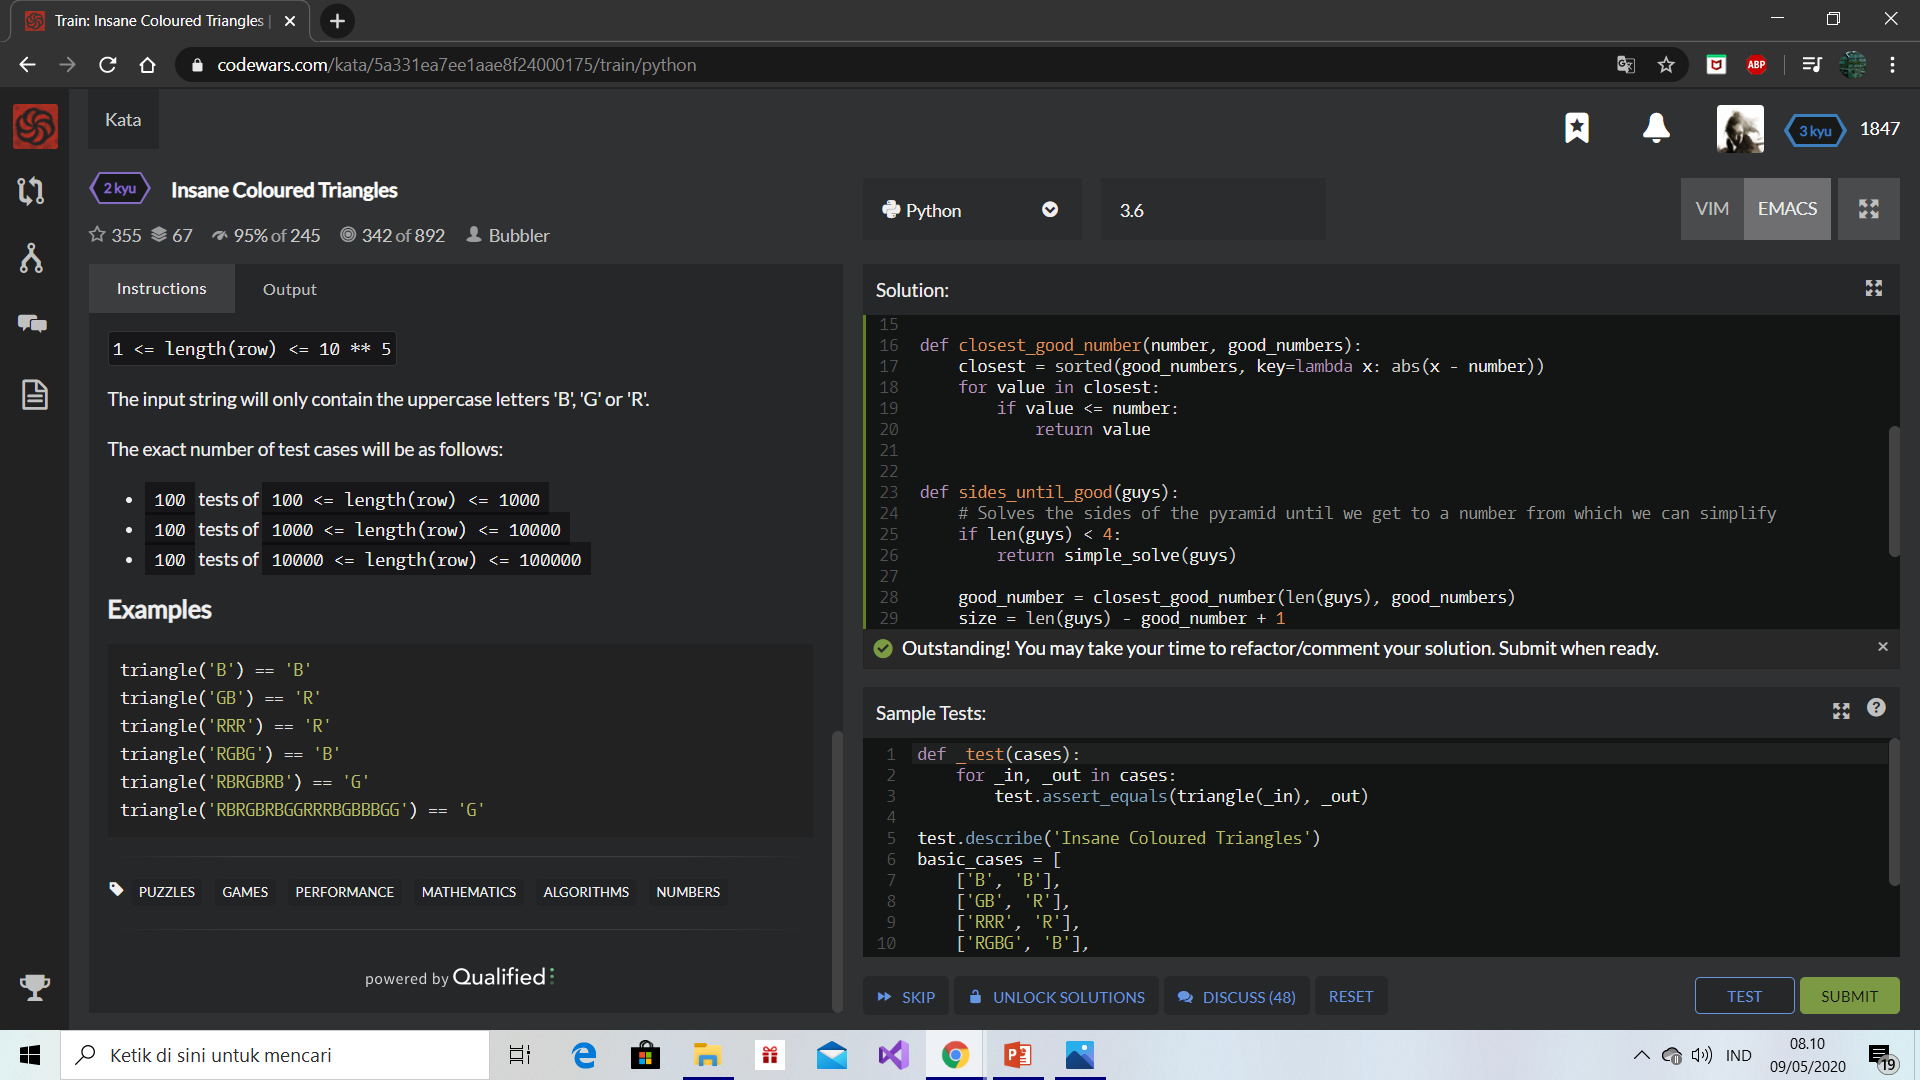 Train: Insane Coloured Triangles |
codewars.com/kata/5a331ea7ee1aae8f24000175/train/python
ABP
Kata
3 kyu
1847
2 kyu
Insane Coloured Triangles
355 67 95% of 245 342 of 892 Bubbler
Python
3.6
VIM
EMACS
Instructions
Output
1 <= length(row) <= 10 ** 5
The input string will only contain the uppercase letters 'B', 'G' or 'R'.
The exact number of test cases will be as follows:
• 100 tests of 100 <= length(row) <= 1000
• 100 tests of 1000 <= length(row) <= 10000
• 100 tests of 10000 <= length(row) <= 100000
Examples
triangle('B') == 'B'
triangle('GB') == 'R'
triangle('RRR') == 'R'
triangle('RGBG') == 'B'
triangle('RBRGBRB') == 'G'
triangle('RBRGBRBGGRRRBGBBBGG') == 'G'
PUZZLES GAMES PERFORMANCE MATHEMATICS ALGORITHMS NUMBERS
powered by Qualified
Solution:
15
16 def closest_good_number(number, good_numbers):
17 closest = sorted(good_numbers, key=lambda x: abs(x - number))
18 for value in closest:
19 if value <= number:
20 return value
21
22
23 def sides_until_good(guys):
24 # Solves the sides of the pyramid until we get to a number from which we can simplify
25 if len(guys) < 4:
26 return simple_solve(guys)
27
28 good_number = closest_good_number(len(guys), good_numbers)
29 size = len(guys) - good_number + 1
Outstanding! You may take your time to refactor/comment your solution. Submit when ready.
Sample Tests:
1 def _test(cases):
2 for _in, _out in cases:
3 test.assert_equals(triangle(_in), _out)
4
5 test.describe('Insane Coloured Triangles')
6 basic_cases = [
7 ['B', 'B'],
8 ['GB', 'R'],
9 ['RRR', 'R'],
10 ['RGBG', 'B'],
SKIP
UNLOCK SOLUTIONS
DISCUSS (48)
RESET
TEST
SUBMIT
Ketik di sini untuk mencari
IND
08.10
09/05/2020
19